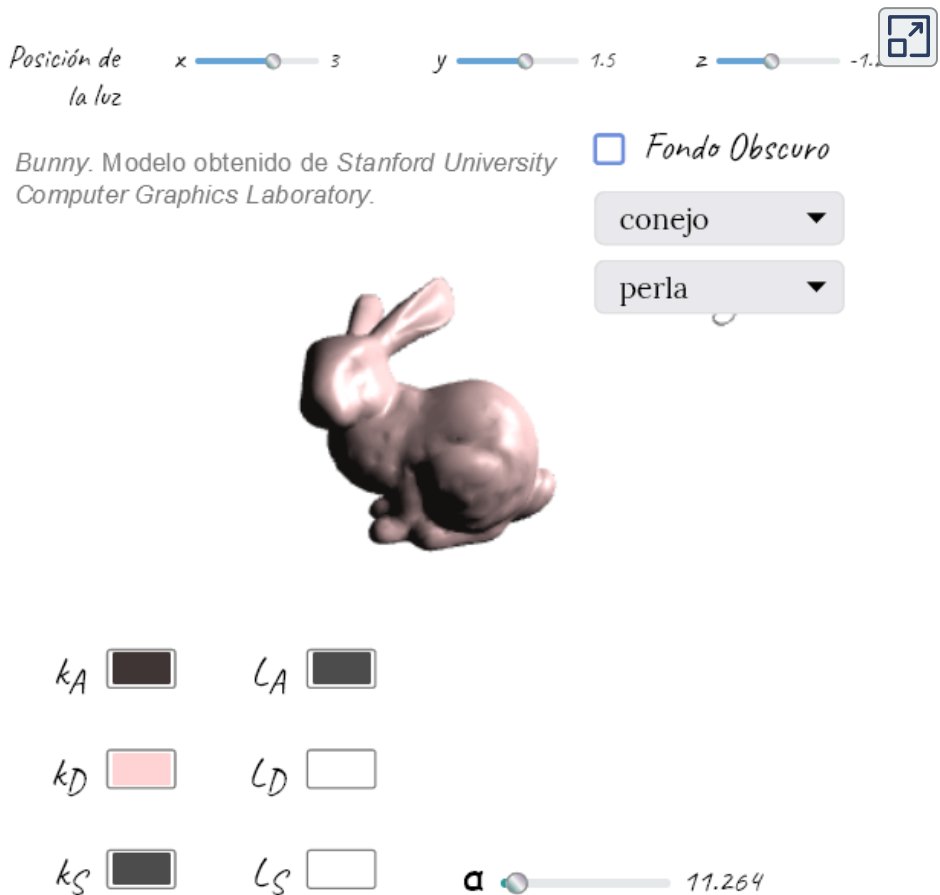 Posición de
la luz
x 3 y 1.5 z
Bunny. Modelo obtenido de Stanford University
Computer Graphics Laboratory.
Fondo Obscuro
conejo
perla
kA LA
kD LD
kS LS
α 11.264